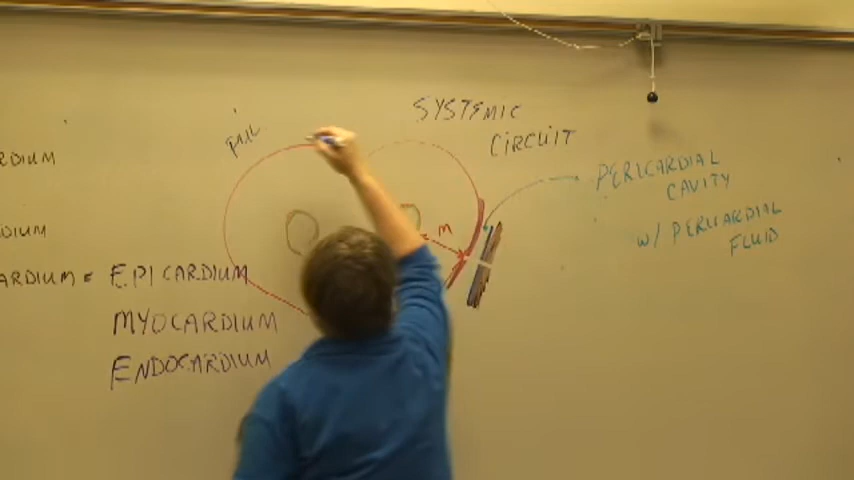 PUL
SYSTEMIC
CIRCUIT
PERICARDIAL
CAVITY
W/ PERICARDIAL
FLUID
M
RDIUM
DIUM
ARDIUM = EPICARDIUM
MYOCARDIUM
ENDOCARDIUM